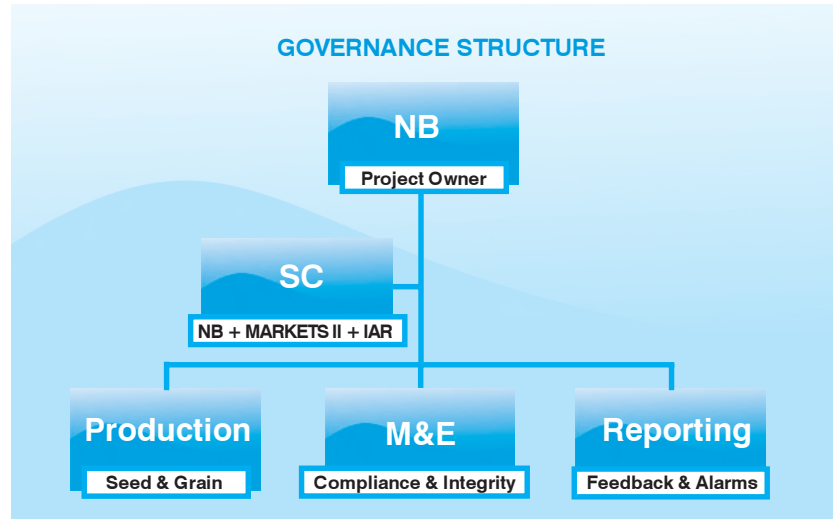 GOVERNANCE STRUCTURE
NB
Project Owner
SC
NB + MARKETS II + IAR
Production
Seed & Grain
M&E
Compliance & Integrity
Reporting
Feedback & Alarms